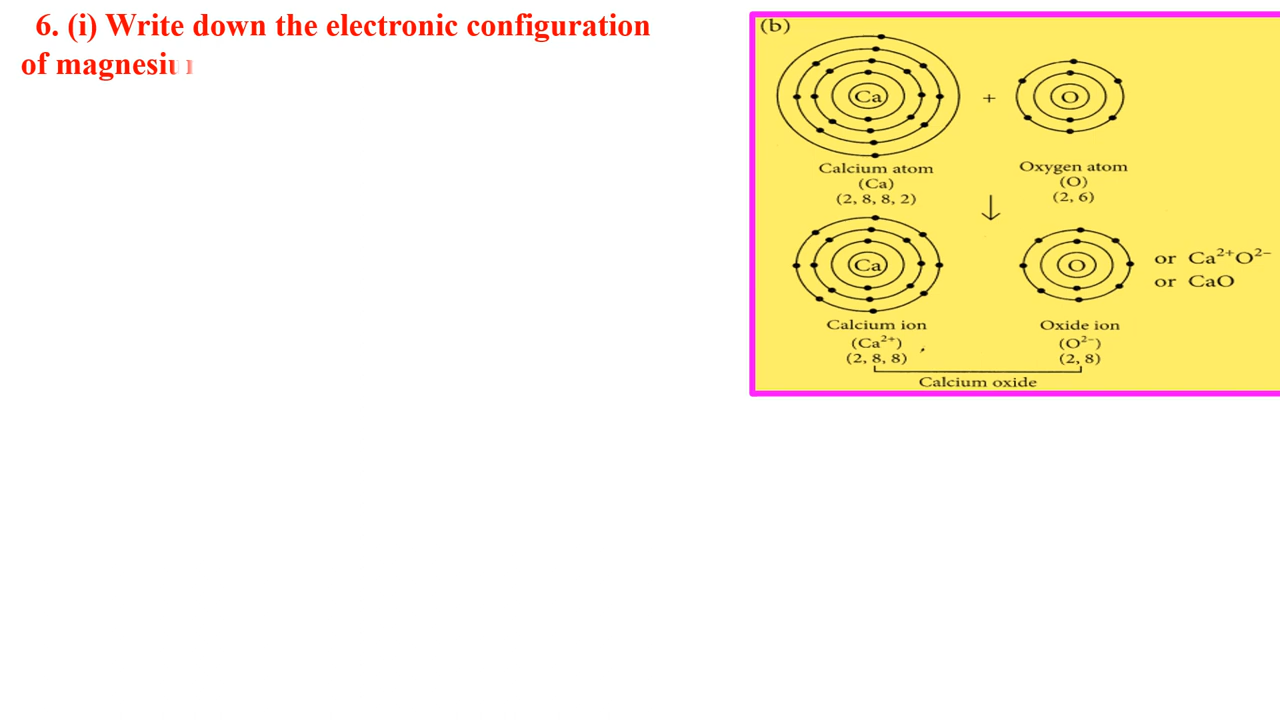 6. (i) Write down the electronic configuration
of
(b)
Ca + O
Calcium atom Oxygen atom
(Ca) (O)
(2, 8, 8, 2) (2, 6)
Ca O or Ca²⁺O²⁻
or CaO
Calcium ion Oxide ion
(Ca²⁺) (O²⁻)
(2, 8, 8) (2, 8)
Calcium oxide